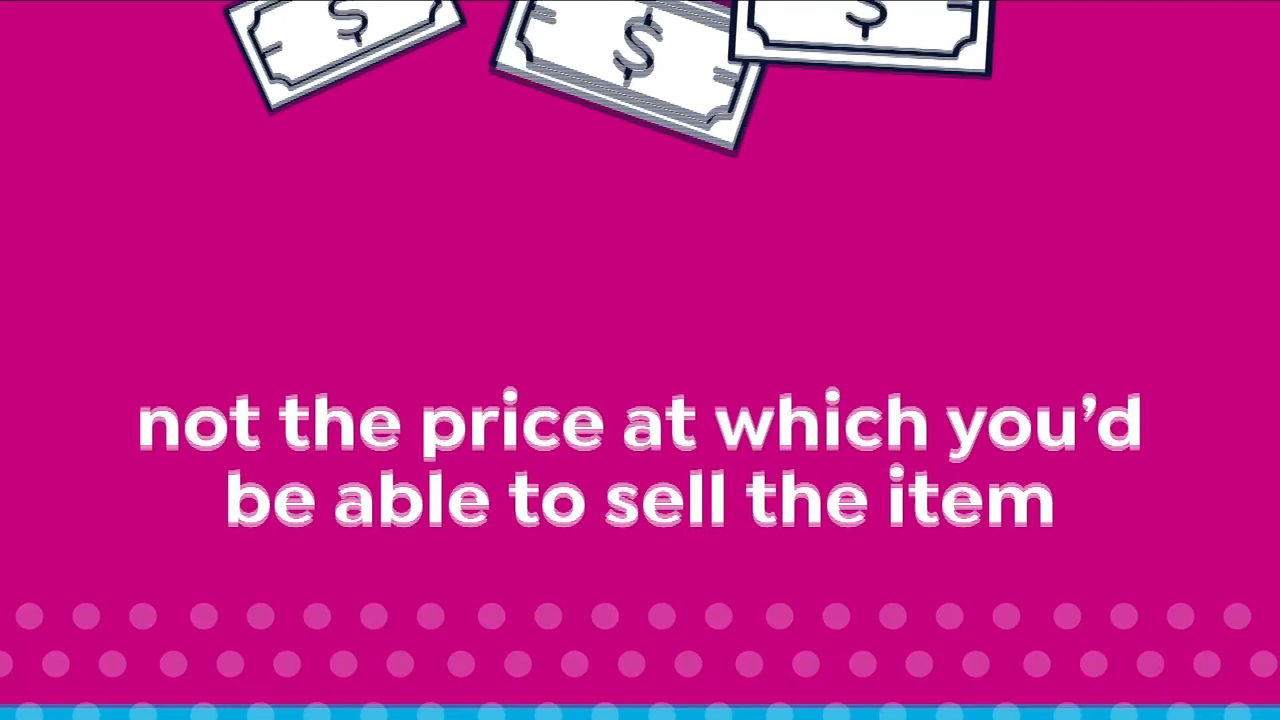 $ $ $
not the price at which you’d
be able to sell the item